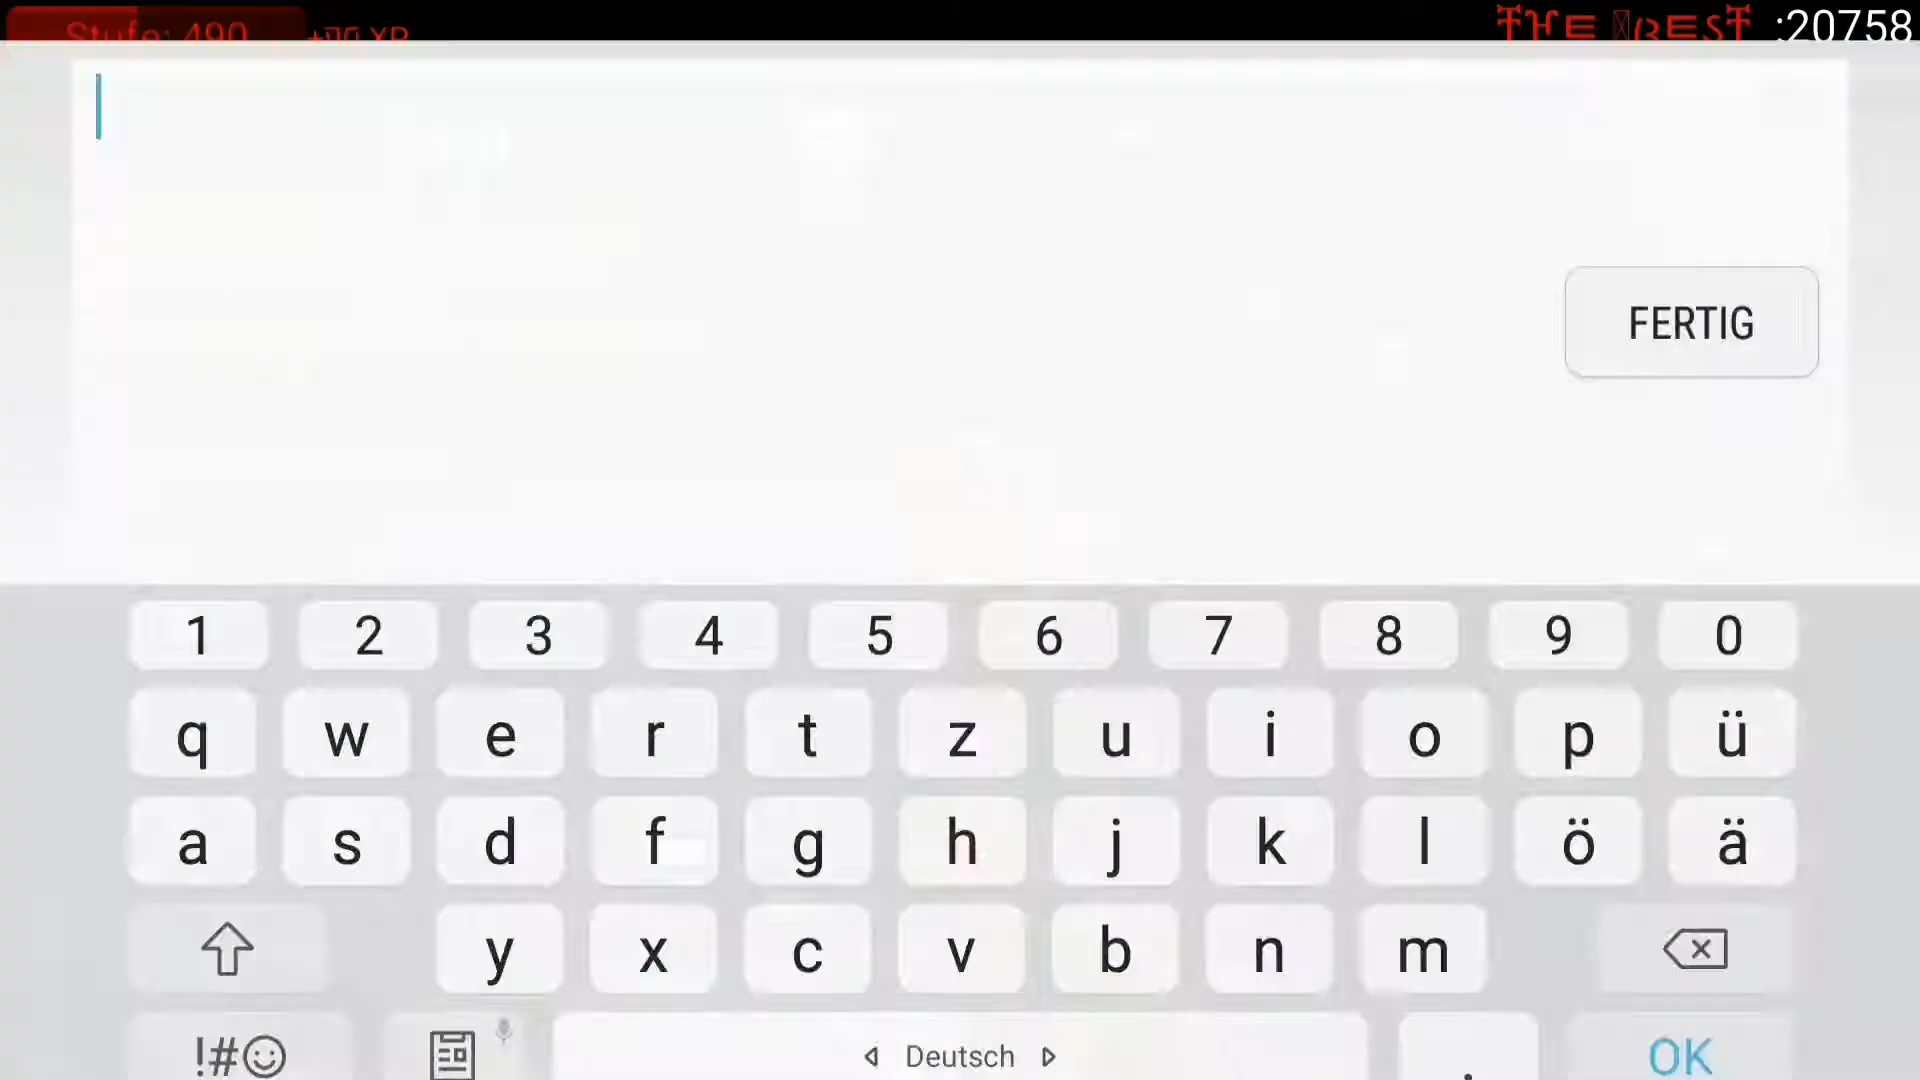 Stufe: 490
:20758
FERTIG
1 2 3 4 5 6 7 8 9 0
q w e r t z u i o p ü
a s d f g h j k l ö ä
y x c v b n m
!#
Deutsch
.
OK